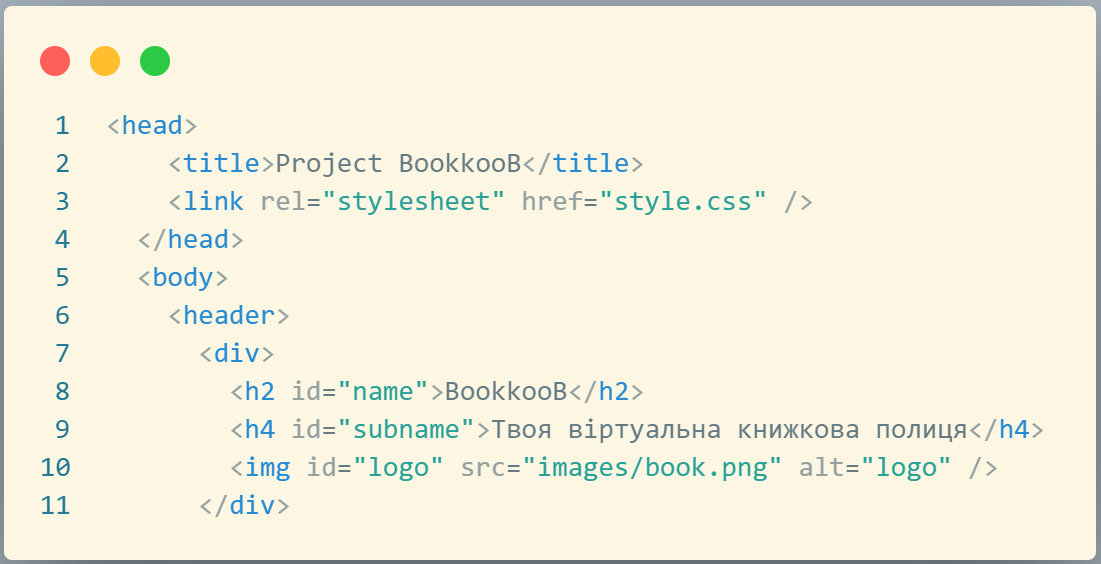 1 <head>
2 <title>Project BookkooB</title>
3 <link rel="stylesheet" href="style.css" />
4 </head>
5 <body>
6 <header>
7 <div>
8 <h2 id="name">BookkooB</h2>
9 <h4 id="subname">Твоя віртуальна книжкова полиця</h4>
10 <img id="logo" src="images/book.png" alt="logo" />
11 </div>